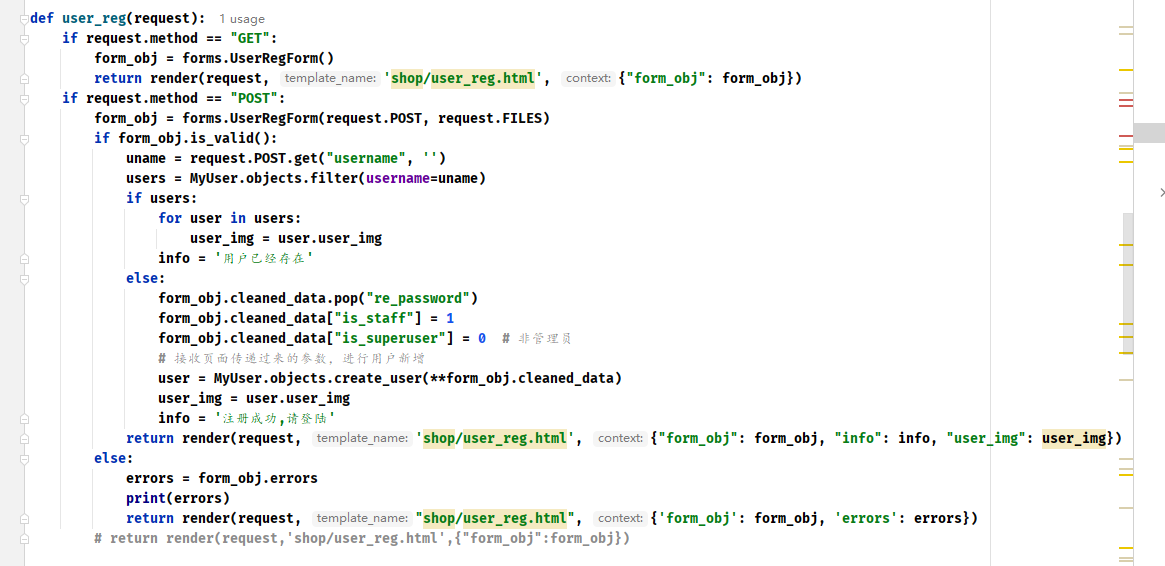 def user_reg(request): 1 usage
    if request.method == "GET":
        form_obj = forms.UserRegForm()
        return render(request, template_name: 'shop/user_reg.html', context: {"form_obj": form_obj})
    if request.method == "POST":
        form_obj = forms.UserRegForm(request.POST, request.FILES)
        if form_obj.is_valid():
            uname = request.POST.get("username", '')
            users = MyUser.objects.filter(username=uname)
            if users:
                for user in users:
                    user_img = user.user_img
                info = '用户已经存在'
            else:
                form_obj.cleaned_data.pop("re_password")
                form_obj.cleaned_data["is_staff"] = 1
                form_obj.cleaned_data["is_superuser"] = 0  # 非管理员
                # 接收页面传递过来的参数, 进行用户新增
                user = MyUser.objects.create_user(**form_obj.cleaned_data)
                user_img = user.user_img
                info = '注册成功,请登陆'
            return render(request, template_name: 'shop/user_reg.html', context: {"form_obj": form_obj, "info": info, "user_img": user_img})
        else:
            errors = form_obj.errors
            print(errors)
            return render(request, template_name: "shop/user_reg.html", context: {'form_obj': form_obj, 'errors': errors})
        # return render(request,'shop/user_reg.html',{"form_obj":form_obj})